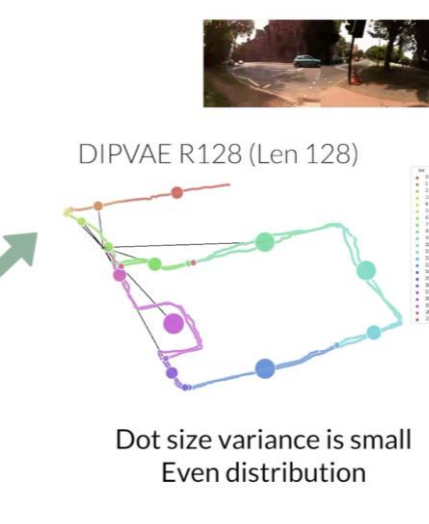 DIPVAE R128 (Len 128)
Dot size variance is small
Even distribution